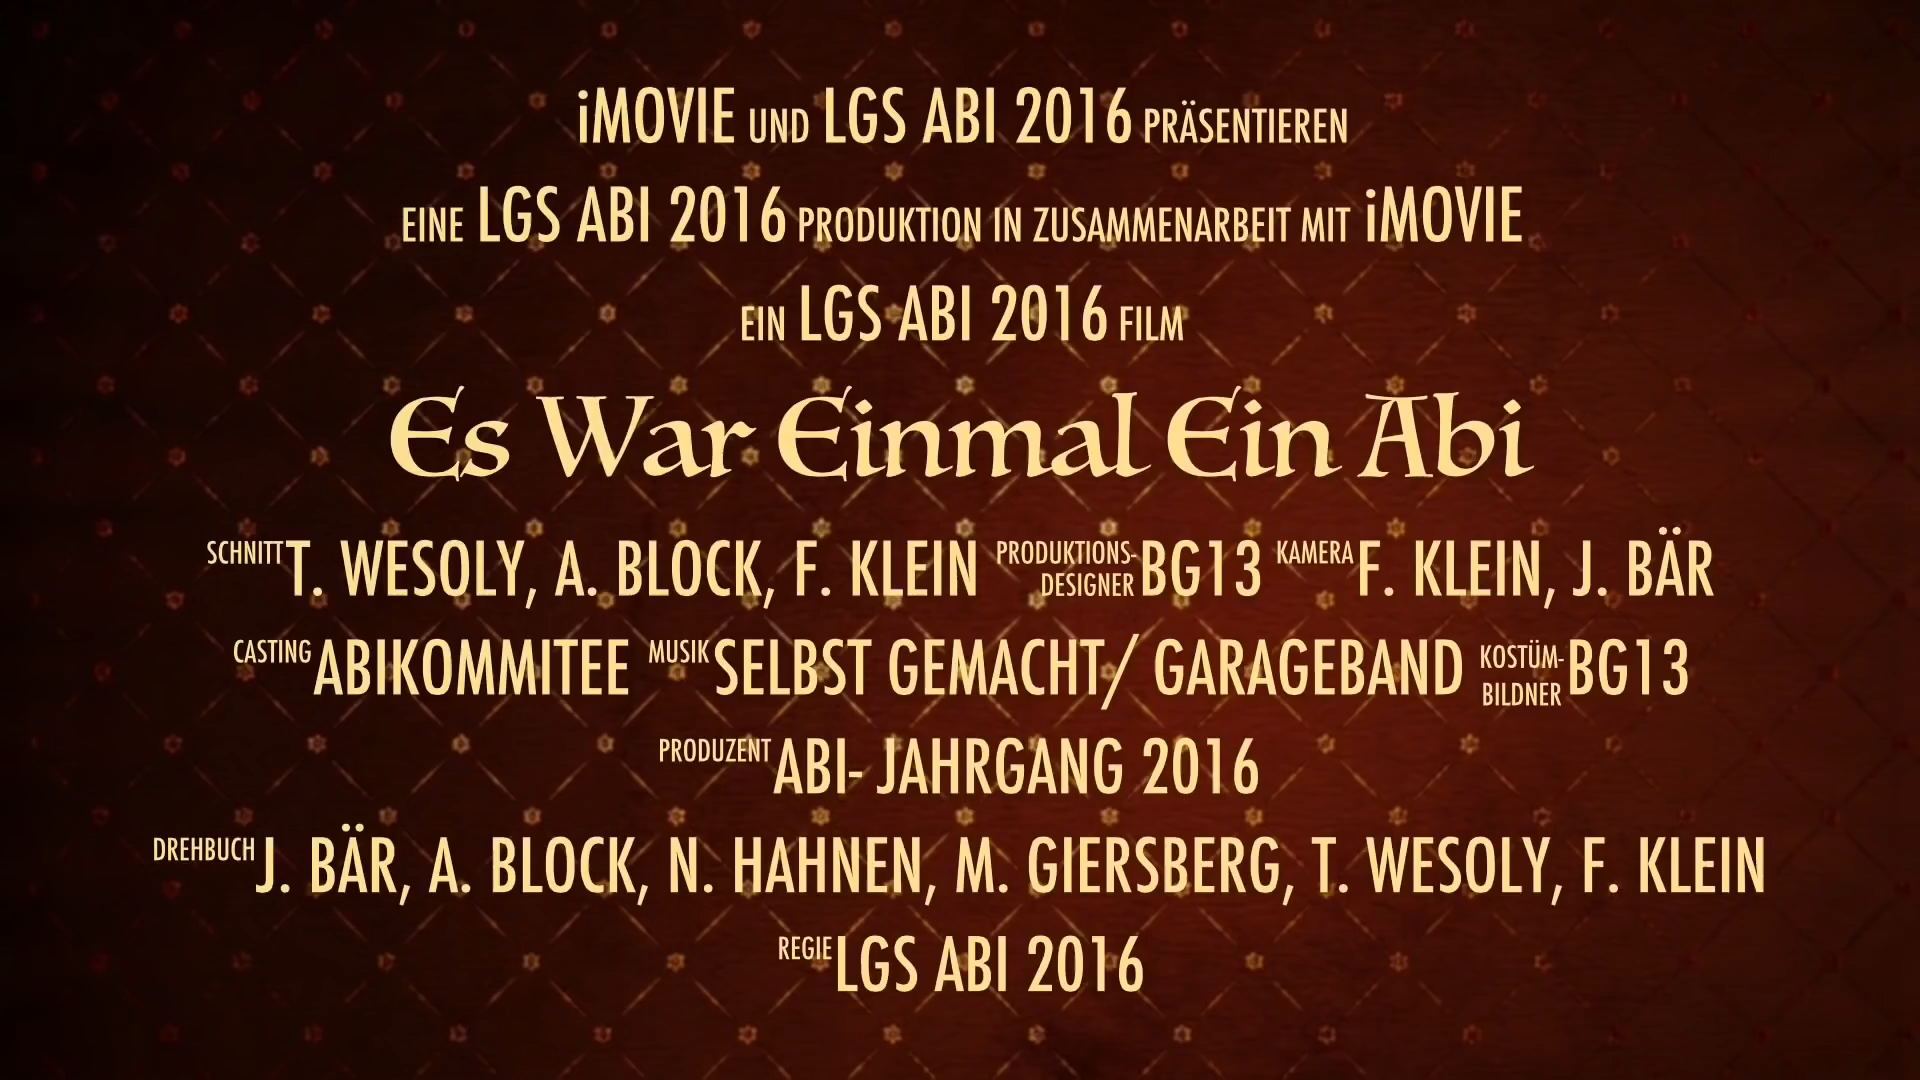 iMOVIE UND LGS ABI 2016 PRÄSENTIEREN
EINE LGS ABI 2016 PRODUKTION IN ZUSAMMENARBEIT MIT iMOVIE
EIN LGS ABI 2016 FILM
Es War Einmal Ein Abi
SCHNITT T. WESOLY, A. BLOCK, F. KLEIN PRODUKTIONS-DESIGNER BG13 KAMERA F. KLEIN, J. BÄR
CASTING ABIKOMMITEE MUSIK SELBST GEMACHT/ GARAGEBAND KOSTÜM-BILDNER BG13
PRODUZENT ABI- JAHRGANG 2016
DREHBUCH J. BÄR, A. BLOCK, N. HAHNEN, M. GIERSBERG, T. WESOLY, F. KLEIN
REGIE LGS ABI 2016